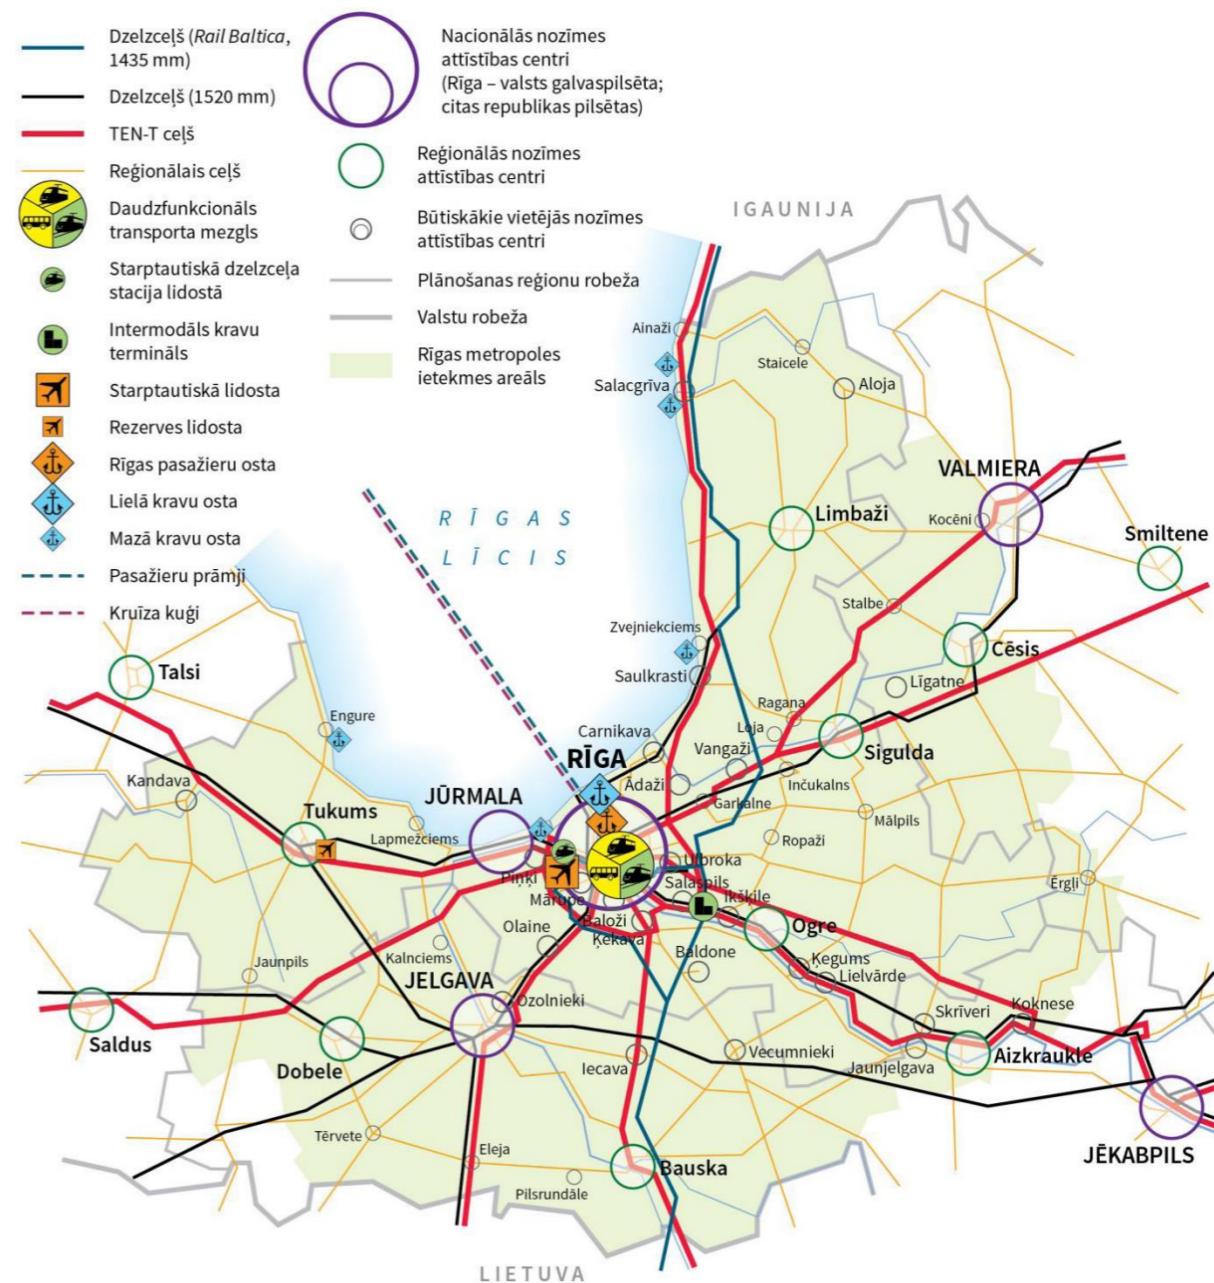 Dzelzceļš (Rail Baltica,
1435 mm)
Dzelzceļš (1520 mm)
TEN-T ceļš
Reģionālais ceļš
Daudzfunkcionāls
transporta mezgls
Starptautiskā dzelzceļa
stacija lidostā
Intermodāls kravu
termināls
Starptautiskā lidosta
Rezerves lidosta
Rīgas pasažieru osta
Lielā kravu osta
Mazā kravu osta
Pasažieru prāmji
Kruīza kuģi
Nacionālās nozīmes
attīstības centri
(Rīga – valsts galvaspilsēta;
citas republikas pilsētas)
Reģionālās nozīmes
attīstības centri
Būtiskākie vietējās nozīmes
attīstības centri
Plānošanas reģionu robeža
Valstu robeža
Rīgas metropoles
ietekmes areāls
IGAUNIJA
Ainaži
Staicele
Salacgrīva
Aloja
VALMIERA
Limbaži
Kocēni
RĪGAS
LĪCIS
Smiltene
Stalbe
Zvejniekciems
Cēsis
Talsi
Saulkrasti
Līgatne
Ragana
Engure
Loja
Carnikava
Vangaži
Sigulda
RĪGA
Kandava
Ādaži
Inčukalns
JŪRMALA
Garkalne
Tukums
Mālpils
Lapmežciems
Ropaži
Ulbroka
Piņķi
Salaspils
Ērgļi
Mārupe
Ikšķile
Olaine
Baloži
Ogre
Ķekava
Kalnciems
Baldone
Jaunpils
Ķegums
JELGAVA
Lielvārde
Ozolnieki
Skrīveri
Koknese
Saldus
Vecumnieki
Aizkraukle
Dobele
Iecava
Jaunjelgava
Tērvete
Eleja
JĒKABPILS
Bauska
Pilsrundāle
LIETUVA